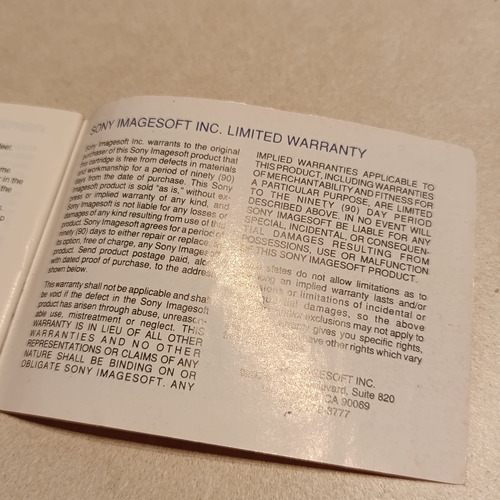 SONY IMAGESOFT INC. LIMITED WARRANTY
Sony Imagesoft Inc. warrants to the original
purchaser of this Sony Imagesoft product that
this cartridge is free from defects in materials
and workmanship for a period of ninety (90)
days from the date of purchase. This Sony
Imagesoft product is sold "as is," without ex-
press or implied warranty of any kind, and
Sony Imagesoft is not liable for any losses or
damages of any kind resulting from use of this
product. Sony Imagesoft agrees for a period of
ninety (90) days to either repair or replace, at
its option, free of charge, any Sony Imagesoft
product. Send product postage paid, along
with dated proof of purchase, to the address
shown below.
This warranty shall not be applicable and shall
be void if the defect in the Sony Imagesoft
product has arisen through abuse, unreason-
able use, mistreatment or neglect. THIS
WARRANTY IS IN LIEU OF ALL OTHER
WARRANTIES AND NO OTHER
REPRESENTATIONS OR CLAIMS OF ANY
NATURE SHALL BE BINDING ON OR
OBLIGATE SONY IMAGESOFT. ANY
IMPLIED WARRANTIES APPLICABLE TO
THIS PRODUCT, INCLUDING WARRANTIES
OF MERCHANTABILITY AND FITNESS FOR
A PARTICULAR PURPOSE, ARE LIMITED
TO THE NINETY (90) DAY PERIOD
DESCRIBED ABOVE. IN NO EVENT WILL
SONY IMAGESOFT BE LIABLE FOR ANY
SPECIAL, INCIDENTAL, OR CONSEQUEN-
TIAL DAMAGES RESULTING FROM
POSSESSION, USE OR MALFUNCTION
OF THIS SONY IMAGESOFT PRODUCT.
states do not allow limitations as to
an implied warranty lasts and/or
or limitations of incidental or
damages, so the above
exclusions may not apply to
gives you specific rights,
have other rights which vary
IMAGESOFT INC.
Boulevard, Suite 820
CA 90069
3777